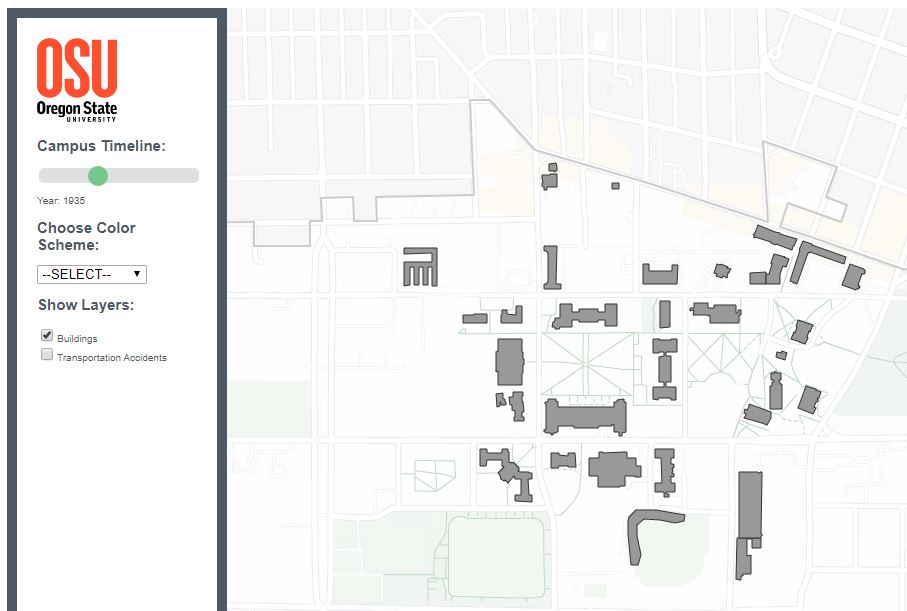 OSU
Oregon State
UNIVERSITY
Campus Timeline:
Year: 1935
Choose Color
Scheme:
--SELECT--
Show Layers:
Buildings
Transportation Accidents